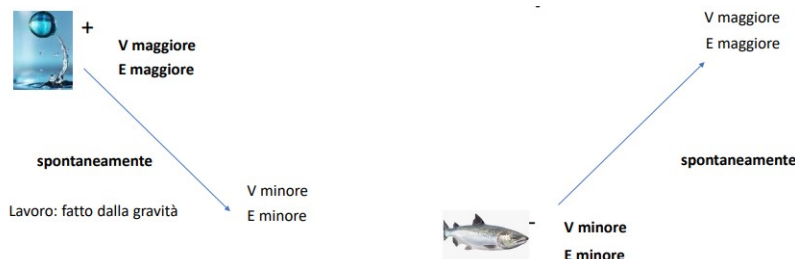 +
V maggiore
E maggiore
spontaneamente
Lavoro: fatto dalla gravità
V minore
E minore
-
V maggiore
E maggiore
spontaneamente
-
V minore
E minore